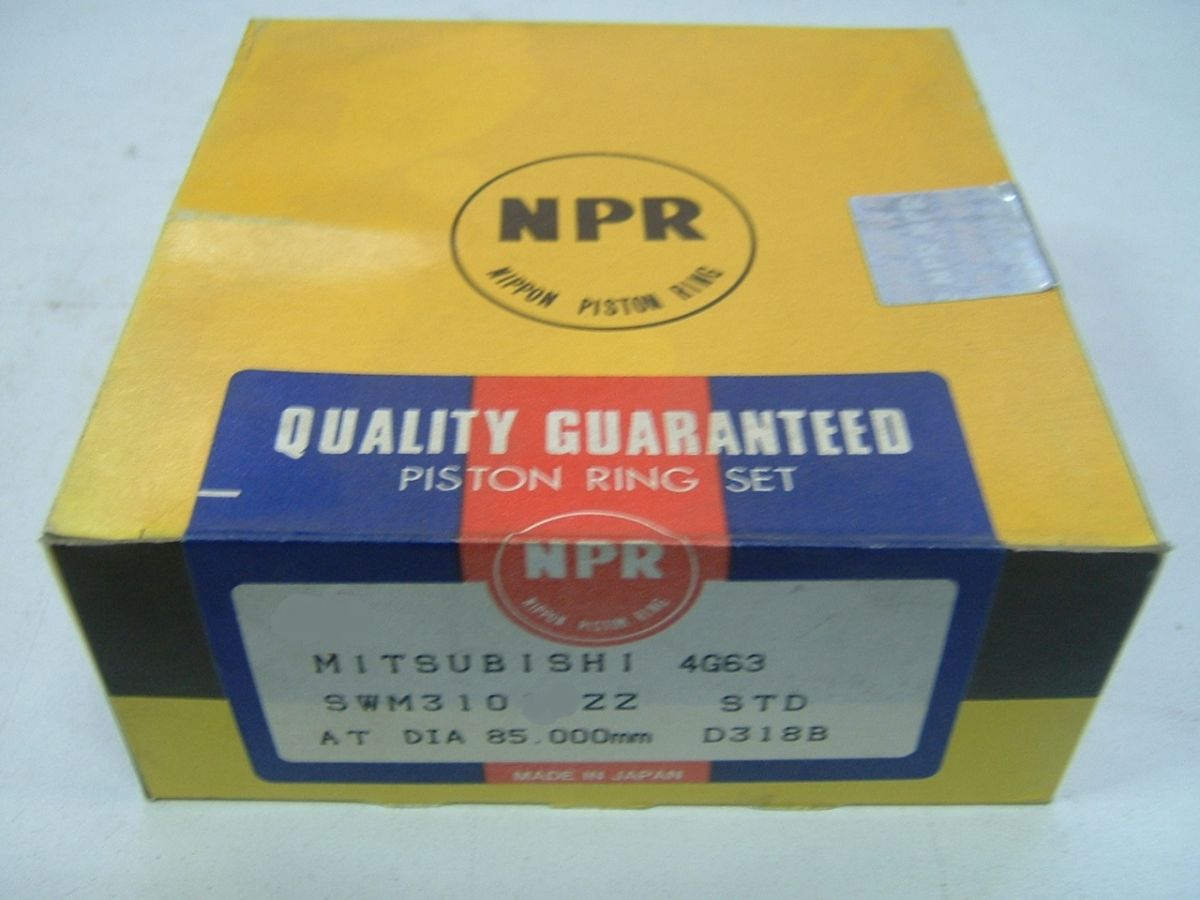 NPR
NIPPON PISTON RING
QUALITY GUARANTEED
PISTON RING SET
NPR
NIPPON PISTON RING
MITSUBISHI 4G63
SWM310 ZZ STD
AT DIA 85.000mm D318B
MADE IN JAPAN